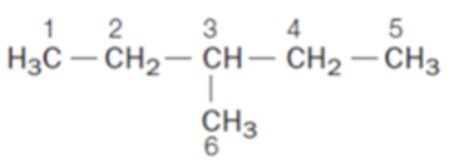 1 2 3 4 5
H₃C — CH₂ — CH — CH₂ — CH₃
|
CH₃
6